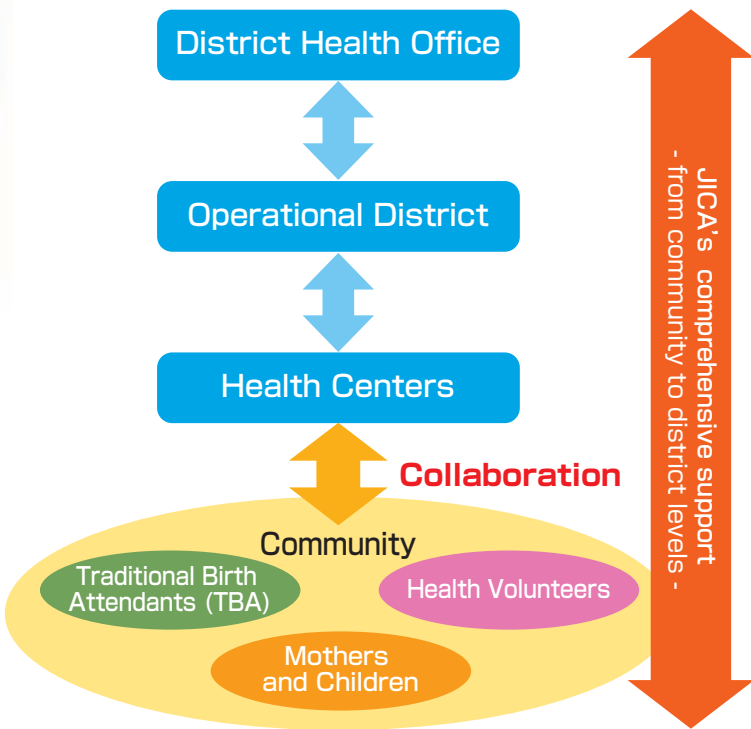 District Health Office
Operational District
Health Centers
Collaboration
Community
Traditional Birth
Attendants (TBA)
Health Volunteers
Mothers
and Children
JICA's comprehensive support
- from community to district levels -